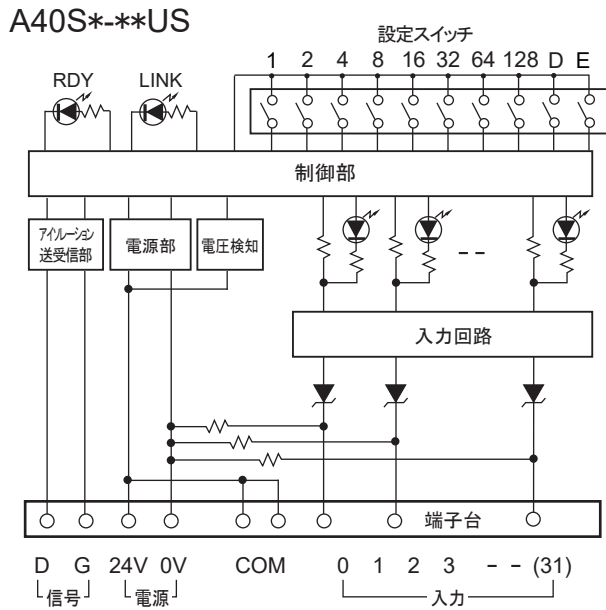 A40S*-**US
設定スイッチ
1 2 4 8 16 32 64 128 D E
RDY LINK
制御部
アイソレーション
送受信部
電源部
電圧検知
入力回路
端子台
D G 24V 0V COM 0 1 2 3 - - (31)
信号 電源 入力